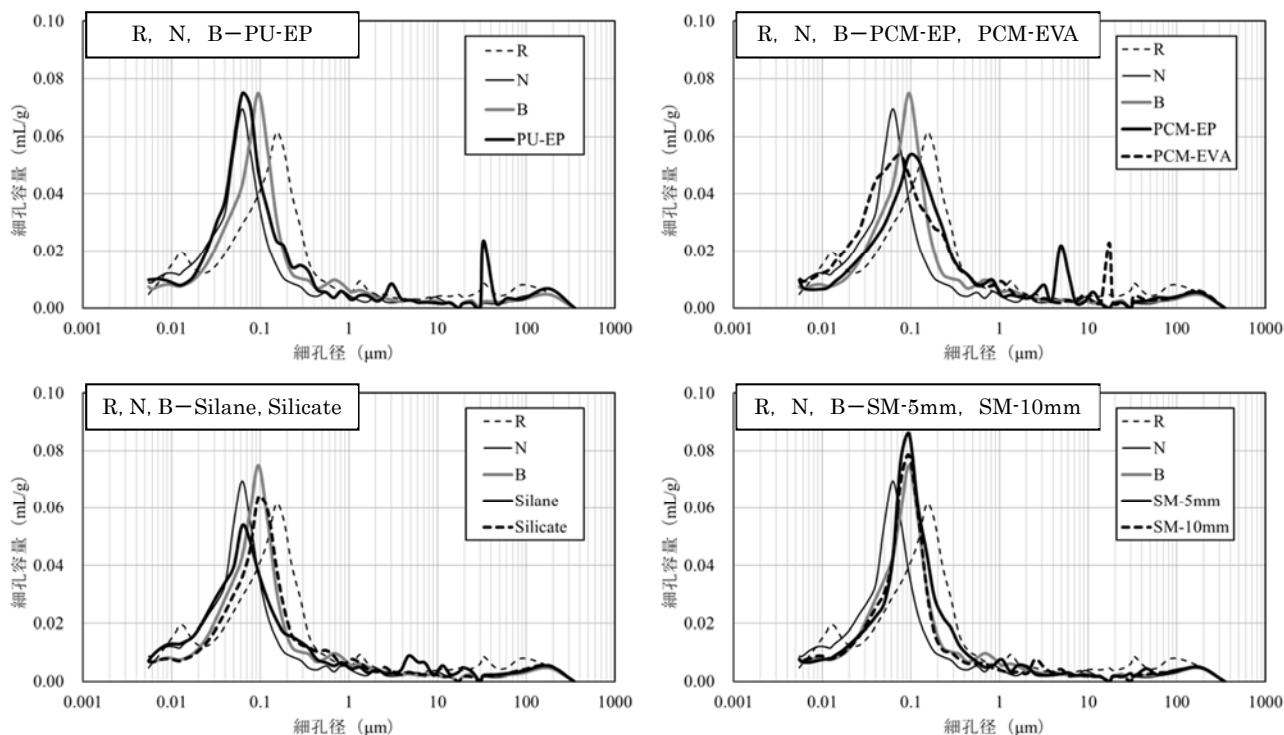 R, N, B－PU-EP
R
N
B
PU-EP
0.10
0.08
0.06
0.04
0.02
0.00
細孔容量 (mL/g)
0.001 0.01 0.1 1 10 100 1000
細孔径 (μm)
R, N, B－PCM-EP, PCM-EVA
R
N
B
PCM-EP
PCM-EVA
0.10
0.08
0.06
0.04
0.02
0.00
細孔容量 (mL/g)
0.001 0.01 0.1 1 10 100 1000
細孔径 (μm)
R, N, B－Silane, Silicate
R
N
B
Silane
Silicate
0.10
0.08
0.06
0.04
0.02
0.00
細孔容量 (mL/g)
0.001 0.01 0.1 1 10 100 1000
細孔径 (μm)
R, N, B－SM-5mm, SM-10mm
R
N
B
SM-5mm
SM-10mm
0.10
0.08
0.06
0.04
0.02
0.00
細孔容量 (mL/g)
0.001 0.01 0.1 1 10 100 1000
細孔径 (μm)